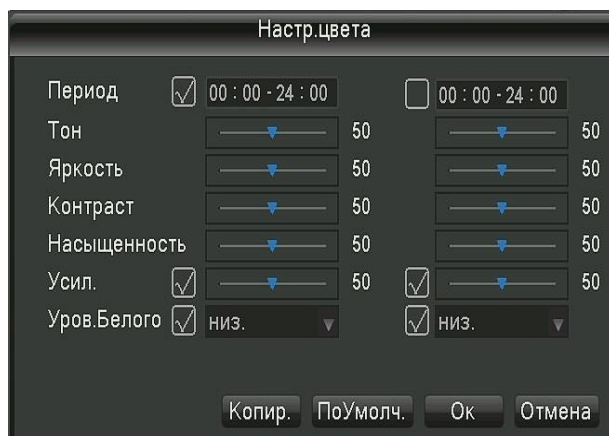 Настр.цвета
Период 00 : 00 - 24 : 00 00 : 00 - 24 : 00
Тон 50 50
Яркость 50 50
Контраст 50 50
Насыщенность 50 50
Усил. 50 50
Уров.Белого низ. низ.
Копир. ПоУмолч. Ок Отмена